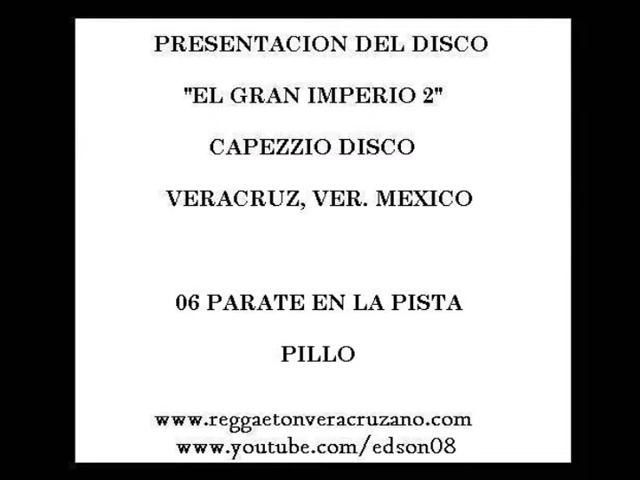 PRESENTACION DEL DISCO
"EL GRAN IMPERIO 2"
CAPEZZIO DISCO
VERACRUZ, VER. MEXICO
06 PARATE EN LA PISTA
PILLO
www.reggaetonveracruzano.com
www.youtube.com/edson08